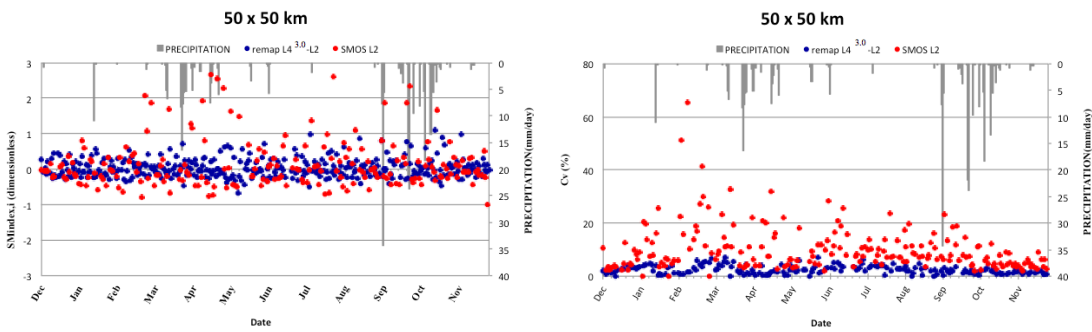 50 x 50 km
PRECIPITATION remap L4 3.0-L2 SMOS L2
3
2
1
0
-1
-2
-3
SMindex,i (dimensionless)
0
5
10
15
20
25
30
35
40
PRECIPITATION(mm/day)
Dec Jan Feb Mar Apr May Jun Jul Aug Sep Oct Nov
Date
50 x 50 km
PRECIPITATION remap L4 3.0-L2 SMOS L2
80
60
40
20
0
Cv (%)
0
5
10
15
20
25
30
35
40
PRECIPITATION(mm/day)
Dec Jan Feb Mar Apr May Jun Jul Aug Sep Oct Nov
Date